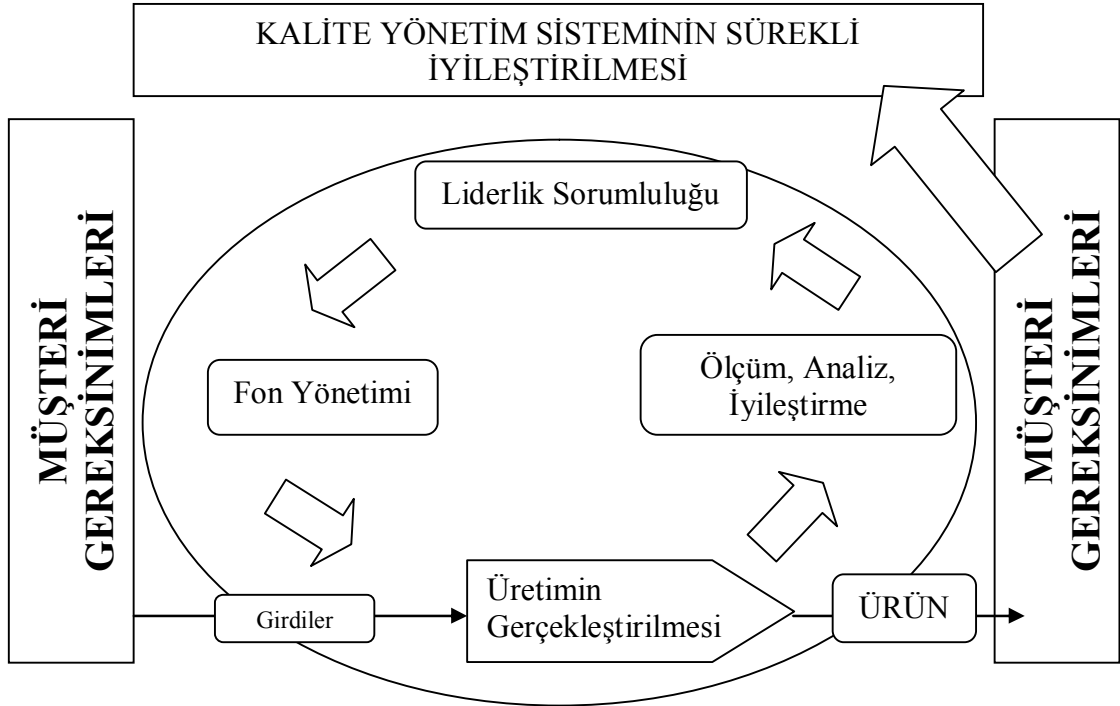 KALİTE YÖNETİM SİSTEMİNİN SÜREKLİ
İYİLEŞTİRİLMESİ
MÜŞTERİ
GEREKSİNİMLERİ
Liderlik Sorumluluğu
Fon Yönetimi
Ölçüm, Analiz,
İyileştirme
Girdiler
Üretimin
Gerçekleştirilmesi
ÜRÜN
MÜŞTERİ
GEREKSİNİMLERİ